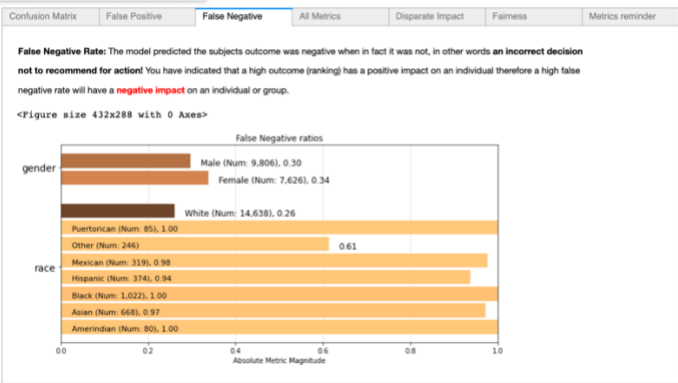 Confusion Matrix False Positive False Negative All Metrics Disparate Impact Fairness Metrics reminder
False Negative Rate: The model predicted the subjects outcome was negative when in fact it was not, in other words an incorrect decision
not to recommend for action! You have indicated that a high outcome (ranking) has a positive impact on an individual therefore a high false
negative rate will have a negative impact on an individual or group.
<Figure size 432x288 with 0 Axes>
False Negative ratios
gender
Male (Num: 9,806), 0.30
Female (Num: 7,626), 0.34
White (Num: 14,638), 0.26
Puertorican (Num: 85), 1.00
Other (Num: 246) 0.61
Mexican (Num: 319), 0.98
race
Hispanic (Num: 374), 0.94
Black (Num: 1,022), 1.00
Asian (Num: 668), 0.97
Amerindian (Num: 80), 1.00
0.0 0.2 0.4 0.6 0.8 1.0
Absolute Metric Magnitude